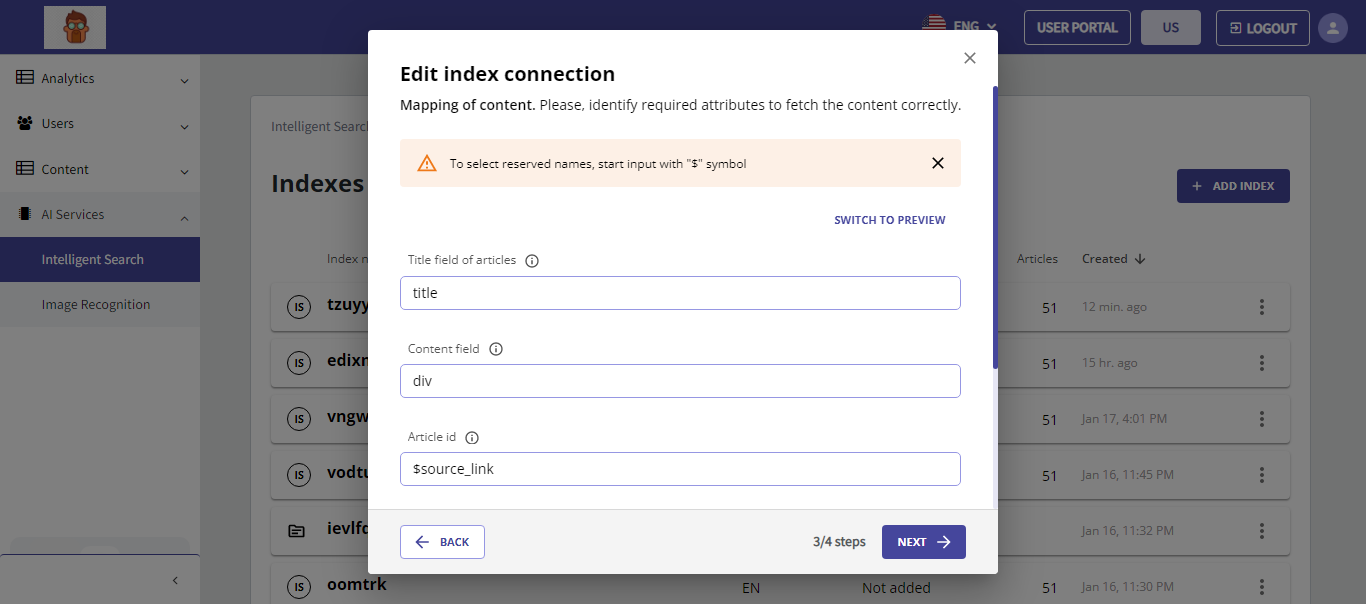 ENG
USER PORTAL
US
LOGOUT
Analytics
Users
Content
AI Services
Intelligent Search
Image Recognition
Intelligent Search
Indexes
+ ADD INDEX
Index n
Articles
Created
IS
tzuyy
51
12 min. ago
IS
edixn
51
15 hr. ago
IS
vngw
51
Jan 17, 4:01 PM
IS
vodtu
51
Jan 16, 11:45 PM
ievlfd
Jan 16, 11:32 PM
IS
oomtrk
EN
Not added
51
Jan 16, 11:30 PM
Edit index connection
Mapping of content. Please, identify required attributes to fetch the content correctly.
To select reserved names, start input with "$" symbol
SWITCH TO PREVIEW
Title field of articles
title
Content field
div
Article id
$source_link
BACK
3/4 steps
NEXT